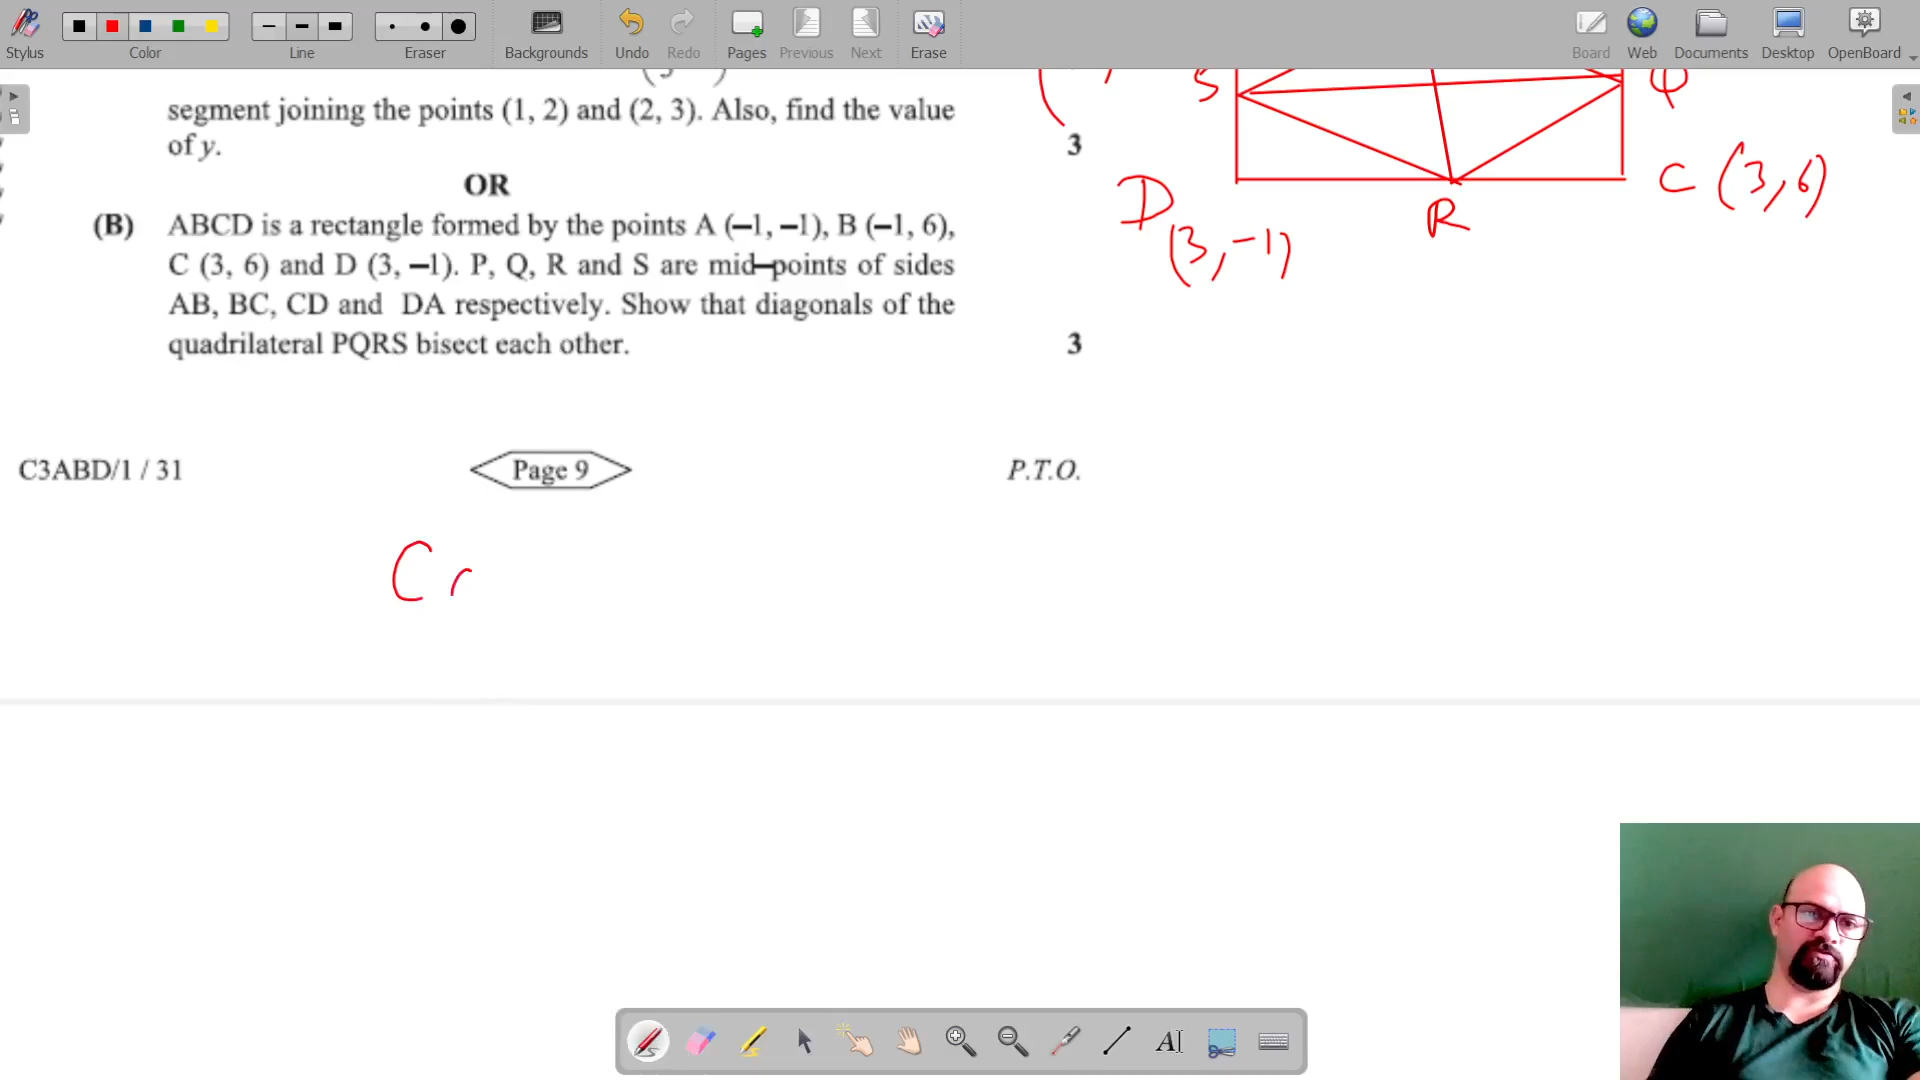 Stylus Color Line Eraser Backgrounds Undo Redo Pages Previous Next Erase Board Web Documents Desktop OpenBoard
segment joining the points (1, 2) and (2, 3). Also, find the value
of y. 3
OR
(B) ABCD is a rectangle formed by the points A (–1, –1), B (–1, 6),
C (3, 6) and D (3, –1). P, Q, R and S are mid-points of sides
AB, BC, CD and DA respectively. Show that diagonals of the
quadrilateral PQRS bisect each other. 3
C3ABD/1 / 31 Page 9 P.T.O.
S Q
D C (3, 6)
R
(3, -1)
Cr